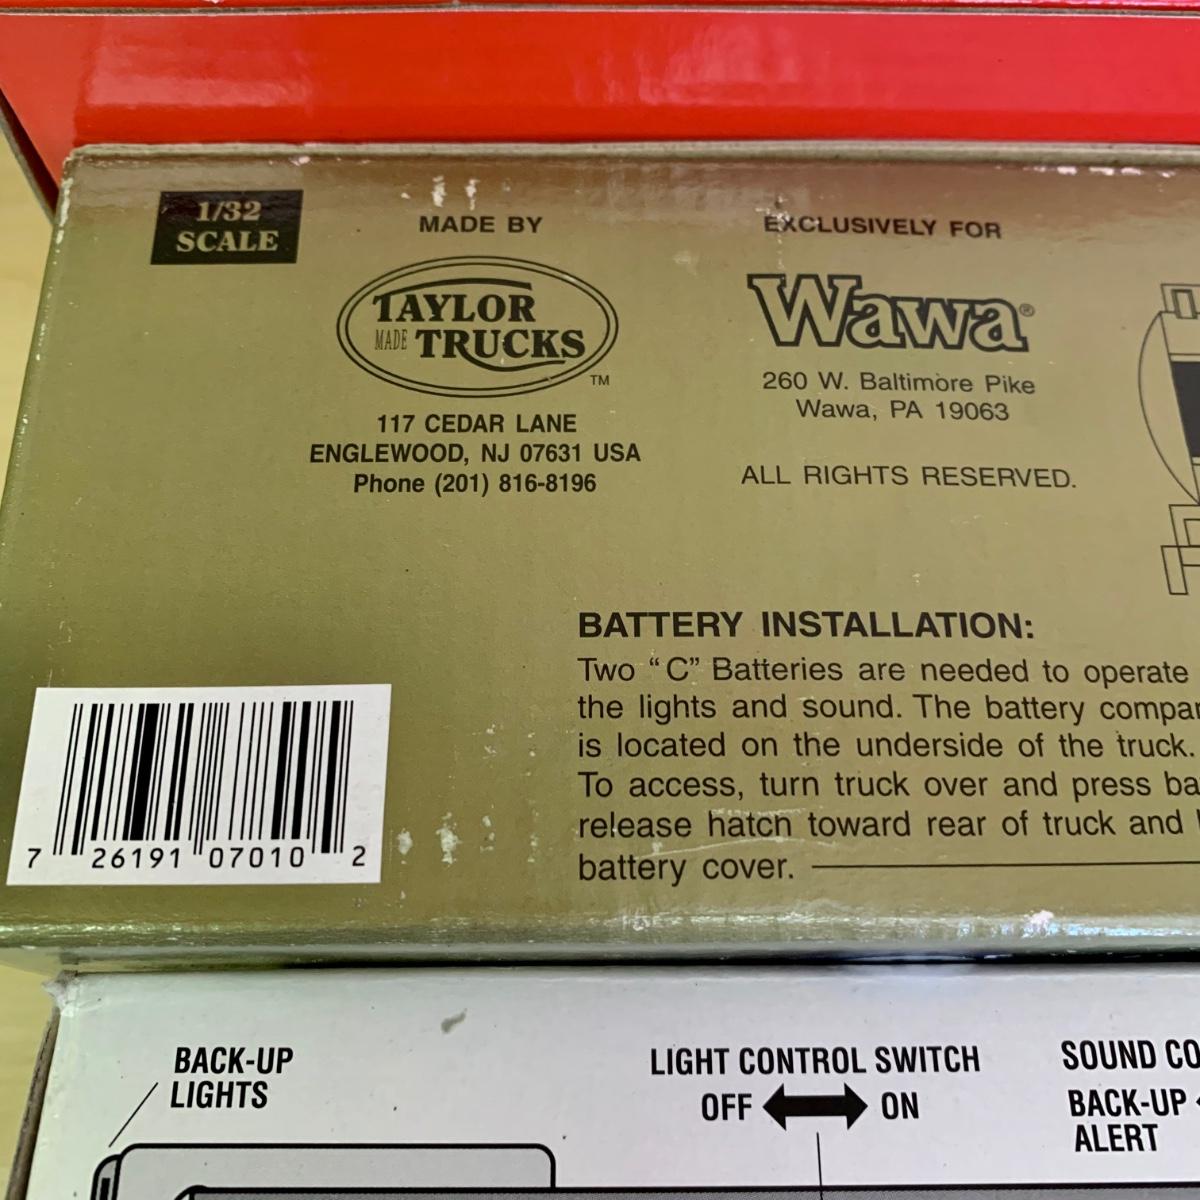 1/32
SCALE
MADE BY
TAYLOR
MADE TRUCKS
TM
117 CEDAR LANE
ENGLEWOOD, NJ 07631 USA
Phone (201) 816-8196
EXCLUSIVELY FOR
Wawa®
260 W. Baltimore Pike
Wawa, PA 19063
ALL RIGHTS RESERVED.
BATTERY INSTALLATION:
Two “C” Batteries are needed to operate
the lights and sound. The battery
is located on the underside of the truck.
To access, turn truck over and press
release hatch toward rear of truck and
battery cover.
7 26191 07010 2
BACK-UP
LIGHTS
LIGHT CONTROL SWITCH
OFF ON
SOUND
BACK-UP
ALERT